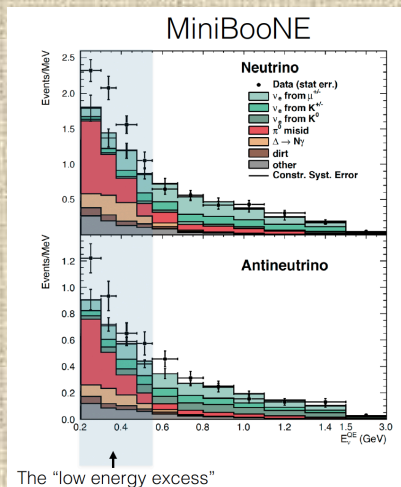 MiniBooNE
Events/MeV
2.5
2.0
1.5
1.0
0.5
Neutrino
Data (stat err.)
νe from μ+/-
νe from K+/-
νe from K0
π0 misid
Δ → Nγ
dirt
other
Constr. Syst. Error
Events/MeV
1.2
1.0
0.8
0.6
0.4
0.2
0.0
Antineutrino
0.2 0.4 0.6 0.8 1.0 1.2 1.4 1.5 3.0
EνQE (GeV)
The “low energy excess”